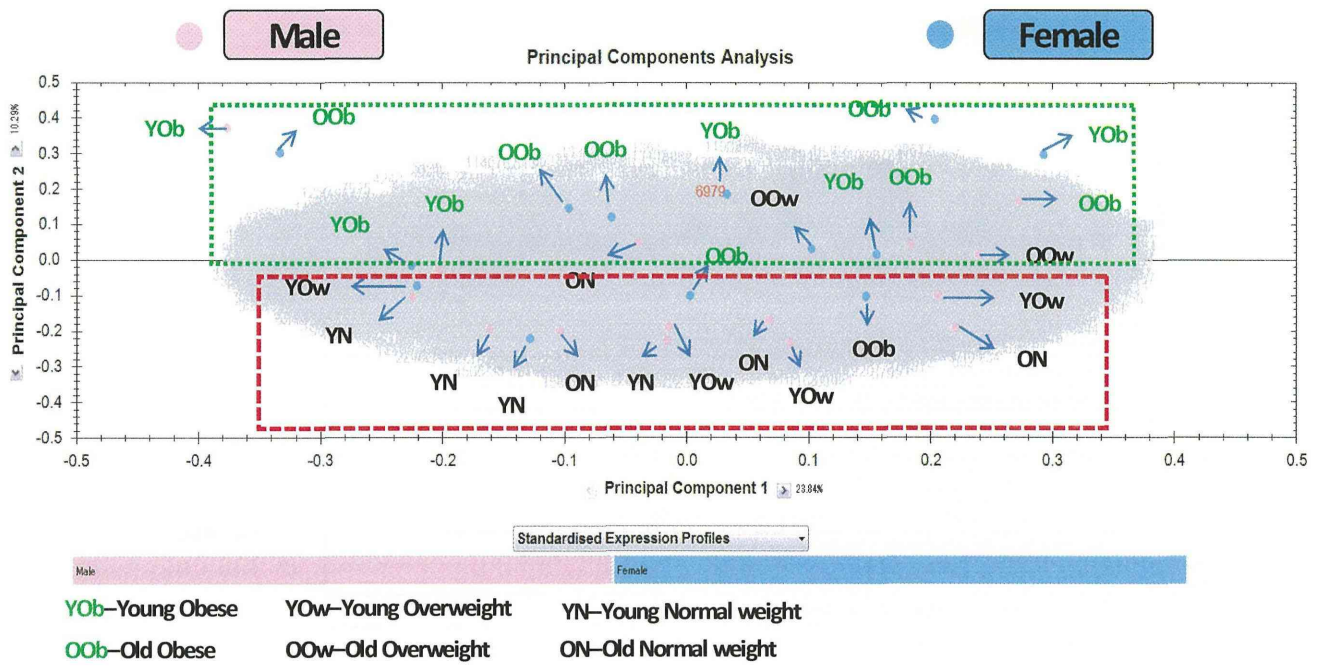 Male Female
Principal Components Analysis
0.5
0.4
0.3
0.2
0.1
0.0
-0.1
-0.2
-0.3
-0.4
-0.5
Principal Component 2 10.29%
YOb
OOb
OOb
OOb
YOb
OOb
YOb
YOb
YOb
6979
OOw
YOb
OOb
OOb
ON
OOb
OOw
YOw
YN
YOw
YN
YN
ON
YN
YOw
ON
YOw
OOb
ON
-0.5 -0.4 -0.3 -0.2 -0.1 0.0 0.1 0.2 0.3 0.4 0.5
Principal Component 1 23.84%
Standardised Expression Profiles
Male Female
YOb–Young Obese YOw–Young Overweight YN–Young Normal weight
OOb–Old Obese OOw–Old Overweight ON–Old Normal weight